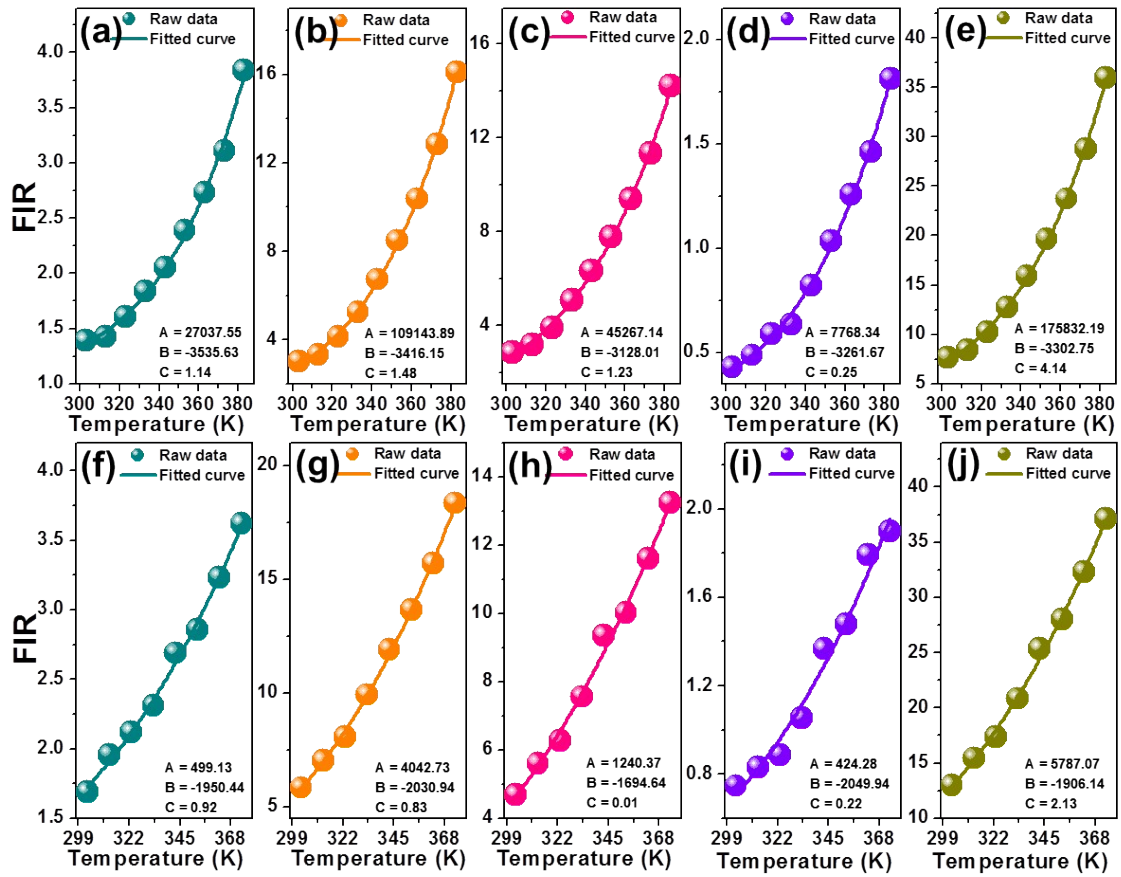 FIR
(a)
Raw data
Fitted curve
4.0
3.5
3.0
2.5
2.0
1.5
1.0
A = 27037.55
B = -3535.63
C = 1.14
300 320 340 360 380
Temperature (K)
(b)
Raw data
Fitted curve
16
12
8
4
A = 109143.89
B = -3416.15
C = 1.48
300 320 340 360 380
Temperature (K)
(c)
Raw data
Fitted curve
16
12
8
4
A = 45267.14
B = -3128.01
C = 1.23
300 320 340 360 380
Temperature (K)
(d)
Raw data
Fitted curve
2.0
1.5
1.0
0.5
A = 7768.34
B = -3261.67
C = 0.25
300 320 340 360 380
Temperature (K)
(e)
Raw data
Fitted curve
40
35
30
25
20
15
10
5
A = 175832.19
B = -3302.75
C = 4.14
300 320 340 360 380
Temperature (K)
FIR
(f)
Raw data
Fitted curve
4.0
3.5
3.0
2.5
2.0
1.5
A = 499.13
B = -1950.44
C = 0.92
299 322 345 368
Temperature (K)
(g)
Raw data
Fitted curve
20
15
10
5
A = 4042.73
B = -2030.94
C = 0.83
299 322 345 368
Temperature (K)
(h)
Raw data
Fitted curve
14
12
10
8
6
4
A = 1240.37
B = -1694.64
C = 0.01
299 322 345 368
Temperature (K)
(i)
Raw data
Fitted curve
2.0
1.6
1.2
0.8
A = 424.28
B = -2049.94
C = 0.22
299 322 345 368
Temperature (K)
(j)
Raw data
Fitted curve
40
35
30
25
20
15
10
A = 5787.07
B = -1906.14
C = 2.13
299 322 345 368
Temperature (K)